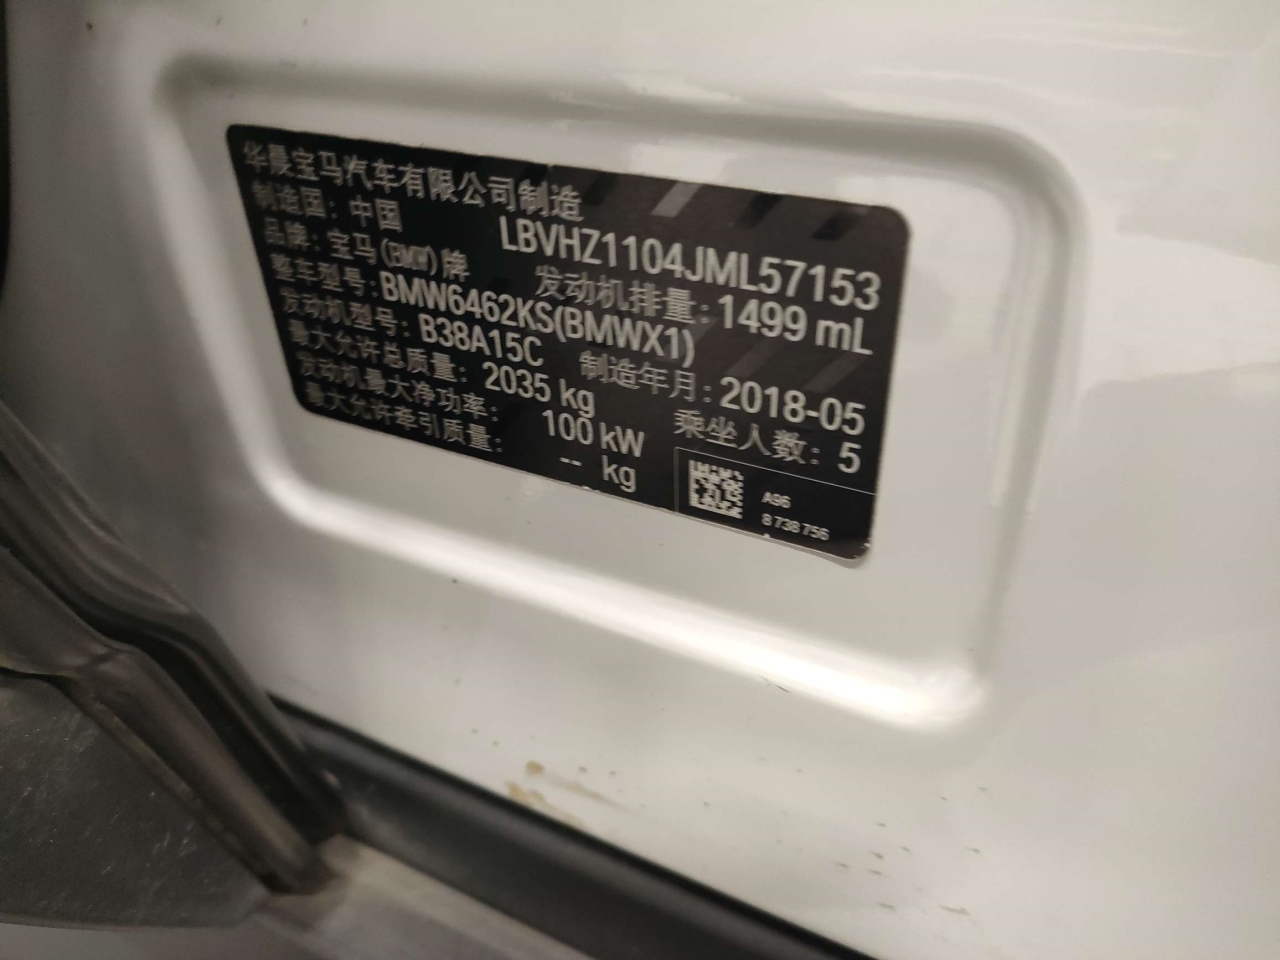 华晨宝马汽车有限公司制造
制造国：中国 LBVHZ1104JML57153
品牌：宝马(BMW)牌 发动机排量：1499 mL
整车型号：BMW6462KS(BMWX1)
发动机型号：B38A15C 制造年月：2018-05
最大允许总质量：2035 kg
发动机最大净功率：100 kW 乘坐人数：5
最大允许牵引质量：-- kg
A96
8 738 756